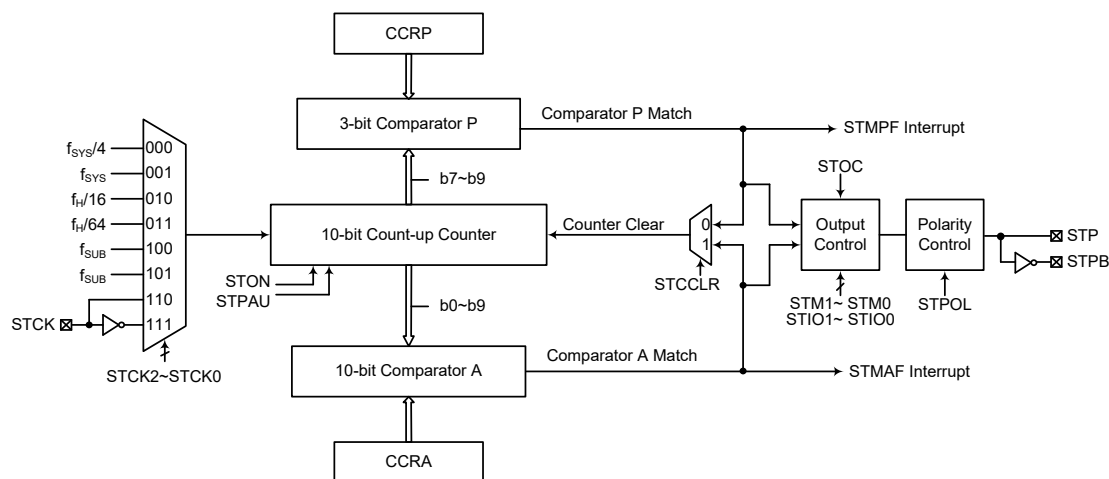 CCRP
3-bit Comparator P
Comparator P Match
STMPF Interrupt
b7~b9
fSYS/4
000
fSYS
001
fH/16
010
fH/64
011
fSUB
100
fSUB
101
110
111
STCK
STCK2~STCK0
10-bit Count-up Counter
STON
STPAU
Counter Clear
0
1
STCCLR
STOC
Output
Control
STM1~ STM0
STIO1~ STIO0
Polarity
Control
STPOL
STP
STPB
b0~b9
10-bit Comparator A
Comparator A Match
STMAF Interrupt
CCRA